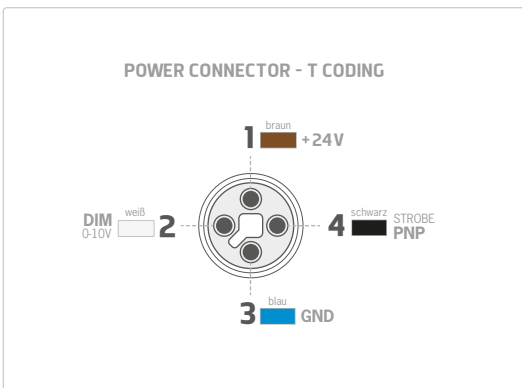 POWER CONNECTOR - T CODING
braun
1 +24V
weiß
DIM 2
0-10V
schwarz
4 STROBE
PNP
blau
3 GND